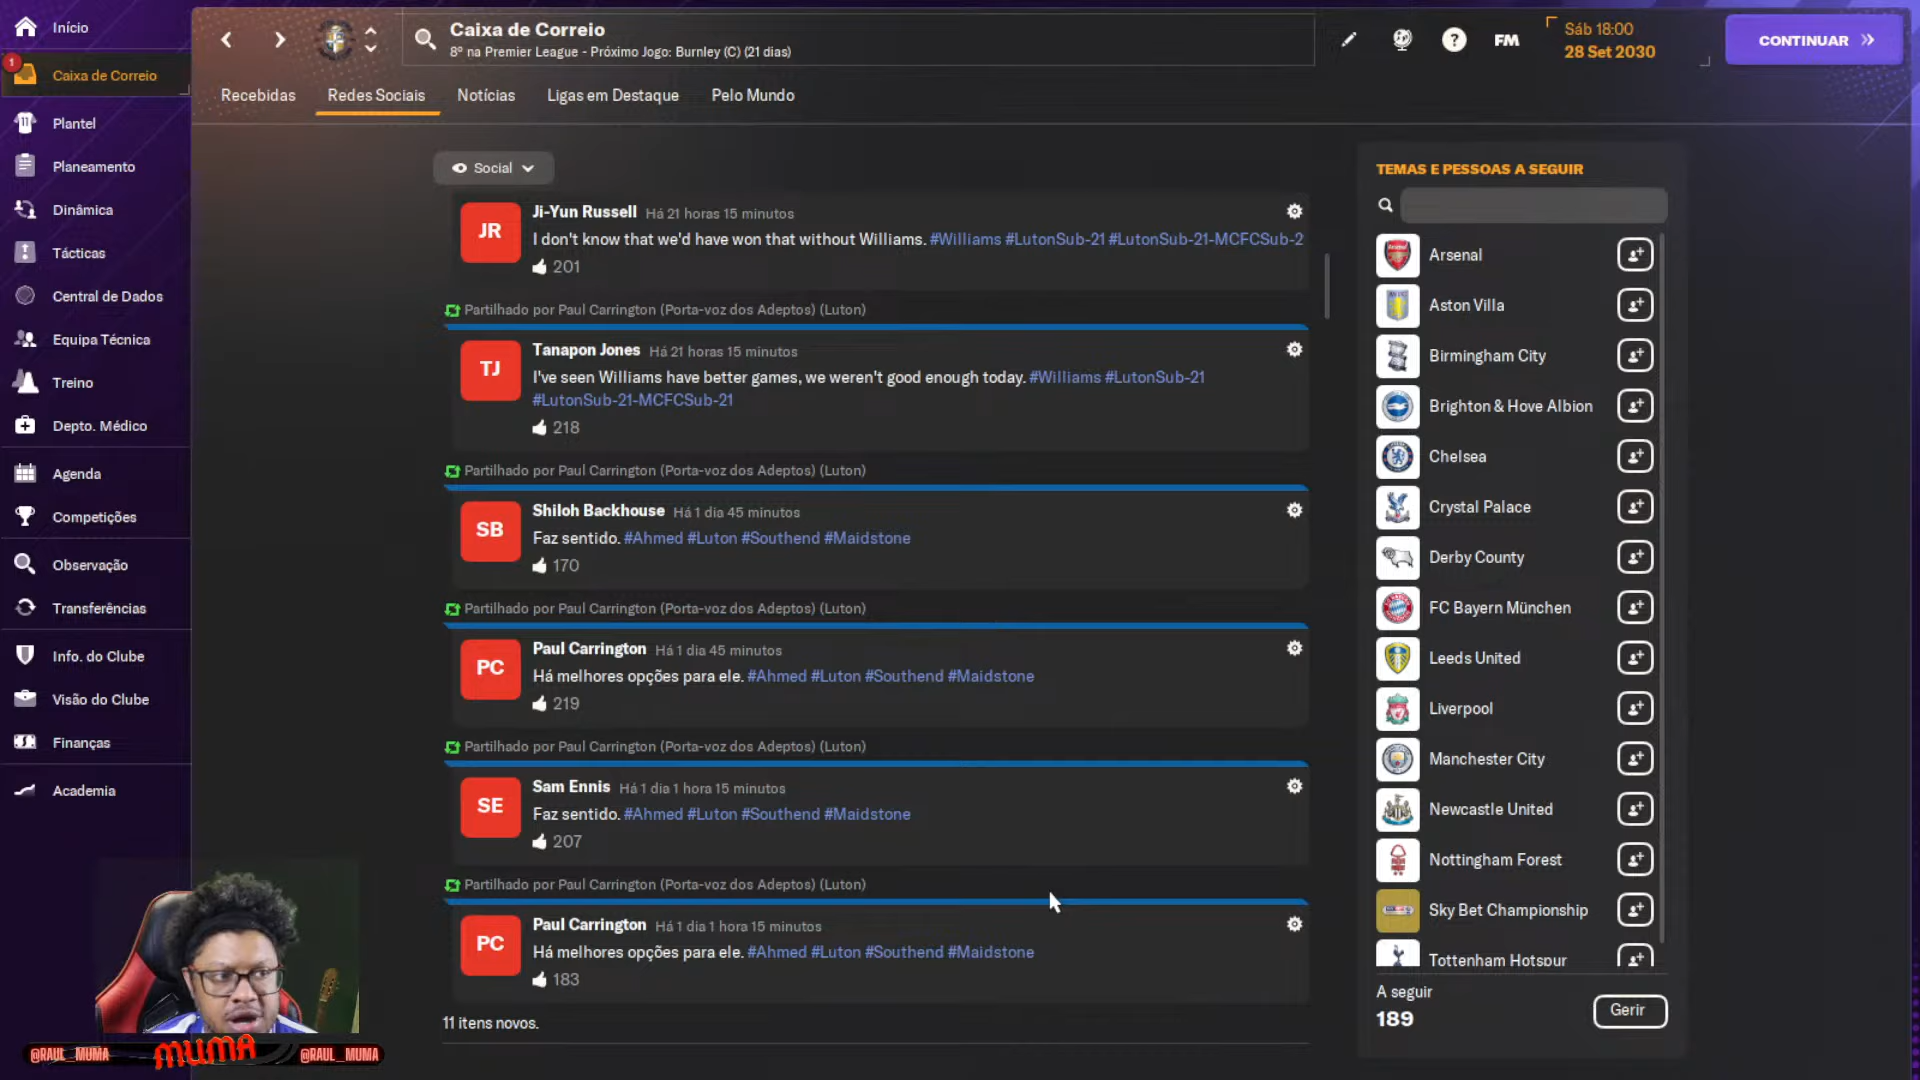 Início
1
Caixa de Correio
Plantel
Planeamento
Dinâmica
Tácticas
Central de Dados
Equipa Técnica
Treino
Depto. Médico
Agenda
Competições
Observação
Transferências
Info. do Clube
Visão do Clube
Finanças
Academia
Caixa de Correio
8º na Premier League - Próximo Jogo: Burnley (C) (21 dias)
?
FM
Sáb 18:00
28 Set 2030
CONTINUAR
Recebidas
Redes Sociais
Notícias
Ligas em Destaque
Pelo Mundo
Social
JR
Ji-Yun Russell Há 21 horas 15 minutos
I don't know that we'd have won that without Williams. #Williams #LutonSub-21 #LutonSub-21-MCFCSub-2
201
Partilhado por Paul Carrington (Porta-voz dos Adeptos) (Luton)
TJ
Tanapon Jones Há 21 horas 15 minutos
I've seen Williams have better games, we weren't good enough today. #Williams #LutonSub-21
#LutonSub-21-MCFCSub-21
218
Partilhado por Paul Carrington (Porta-voz dos Adeptos) (Luton)
SB
Shiloh Backhouse Há 1 dia 45 minutos
Faz sentido. #Ahmed #Luton #Southend #Maidstone
170
Partilhado por Paul Carrington (Porta-voz dos Adeptos) (Luton)
PC
Paul Carrington Há 1 dia 45 minutos
Há melhores opções para ele. #Ahmed #Luton #Southend #Maidstone
219
Partilhado por Paul Carrington (Porta-voz dos Adeptos) (Luton)
SE
Sam Ennis Há 1 dia 1 hora 15 minutos
Faz sentido. #Ahmed #Luton #Southend #Maidstone
207
Partilhado por Paul Carrington (Porta-voz dos Adeptos) (Luton)
PC
Paul Carrington Há 1 dia 1 hora 15 minutos
Há melhores opções para ele. #Ahmed #Luton #Southend #Maidstone
183
11 itens novos.
TEMAS E PESSOAS A SEGUIR
Arsenal
Aston Villa
Birmingham City
Brighton & Hove Albion
Chelsea
Crystal Palace
Derby County
FC Bayern München
Leeds United
Liverpool
Manchester City
Newcastle United
Nottingham Forest
Sky Bet Championship
Tottenham Hotspur
A seguir
189
Gerir
@RAUL_MUMA
MUMA
@RAUL_MUMA